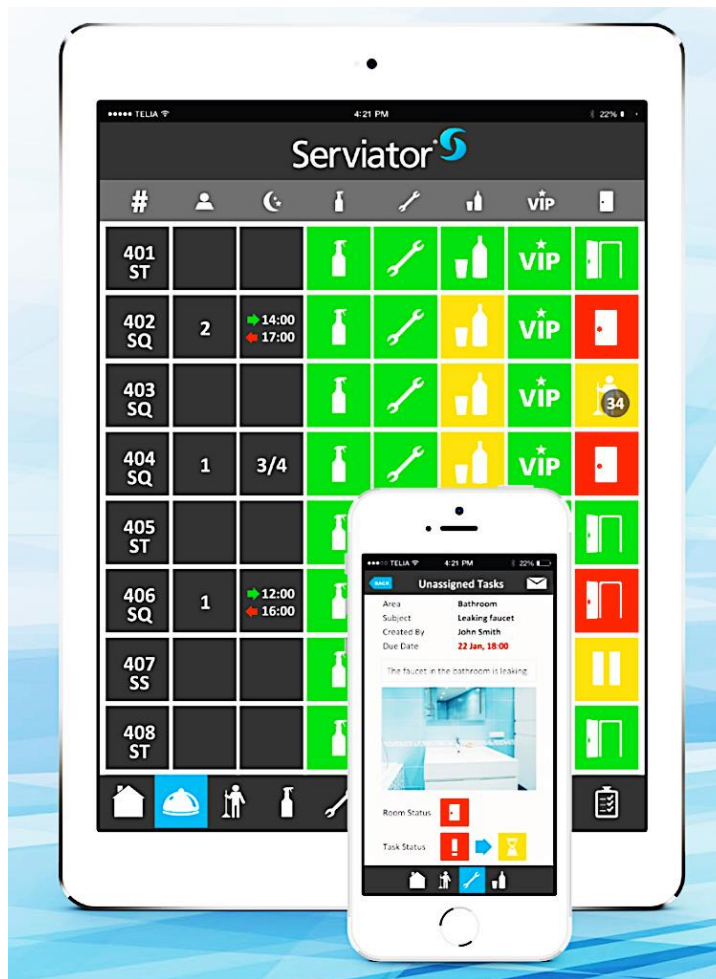 TELIA 4:21 PM 22%
Serviator
# VIP
401 ST VIP
402 SQ 2 14:00 17:00 VIP
403 SQ VIP 34
404 SQ 1 3/4 VIP
405 ST
406 SQ 1 12:00 16:00
407 SS
408 ST
TELIA 4:21 PM 22%
BACK Unassigned Tasks
Area Bathroom
Subject Leaking faucet
Created By John Smith
Due Date 22 Jan, 18:00
The faucet in the bathroom is leaking.
Room Status
Task Status